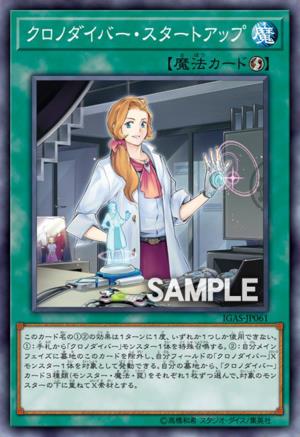 クロノダイバー・スタートアップ 魔
【魔法カード】
SAMPLE
IGAS-JP061
このカード名の①②の効果は1ターンに1度、いずれか1つしか使用できない。
①:手札から「クロノダイバー」モンスター1体を特殊召喚する。②:自分メイン
フェイズに墓地のこのカードを除外し、自分フィールドの「クロノダイバー」X
モンスター1体を対象として発動できる。自分の墓地から、「クロノダイバー」
カード3種類(モンスター・魔法・罠)をそれぞれ1枚ずつ選んで、対象のモン
スターの下に重ねてX素材とする。
©高橋和希 スタジオ・ダイス/集英社